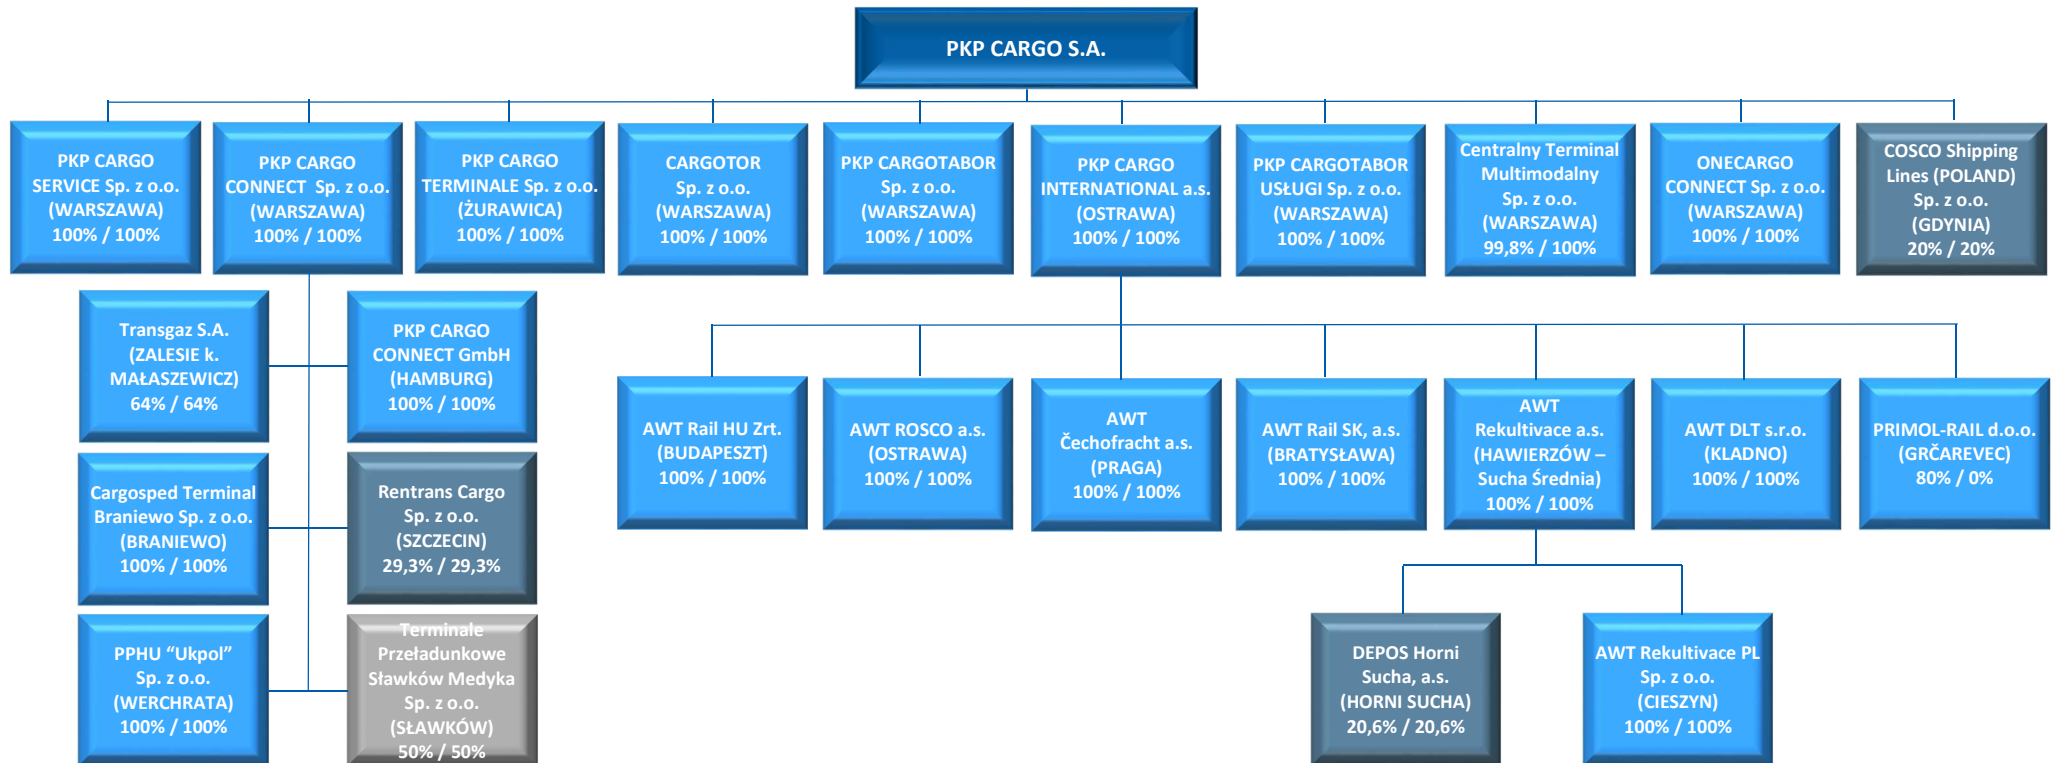 PKP CARGO S.A.
PKP CARGO
SERVICE Sp. z o.o.
(WARSZAWA)
100% / 100%
PKP CARGO
CONNECT Sp. z o.o.
(WARSZAWA)
100% / 100%
PKP CARGO
TERMINALE Sp. z o.o.
(ŻURAWICA)
100% / 100%
CARGOTOR
Sp. z o.o.
(WARSZAWA)
100% / 100%
PKP CARGOTABOR
Sp. z o.o.
(WARSZAWA)
100% / 100%
PKP CARGO
INTERNATIONAL a.s.
(OSTRAWA)
100% / 100%
PKP CARGOTABOR
USŁUGI Sp. z o.o.
(WARSZAWA)
100% / 100%
Centralny Terminal
Multimodalny
Sp. z o.o.
(WARSZAWA)
99,8% / 100%
ONECARGO
CONNECT Sp. z o.o.
(WARSZAWA)
100% / 100%
COSCO Shipping
Lines (POLAND)
Sp. z o.o.
(GDYNIA)
20% / 20%
Transgaz S.A.
(ZALESIE k.
MAŁASZEWICZ)
64% / 64%
PKP CARGO
CONNECT GmbH
(HAMBURG)
100% / 100%
AWT Rail HU Zrt.
(BUDAPESZT)
100% / 100%
AWT ROSCO a.s.
(OSTRAWA)
100% / 100%
AWT
Čechofracht a.s.
(PRAGA)
100% / 100%
AWT Rail SK, a.s.
(BRATYSŁAWA)
100% / 100%
AWT
Rekultivace a.s.
(HAWIERZÓW –
Sucha Średnia)
100% / 100%
AWT DLT s.r.o.
(KLADNO)
100% / 100%
PRIMOL-RAIL d.o.o.
(GRČAREVEC)
80% / 0%
Cargosped Terminal
Braniewo Sp. z o.o.
(BRANIEWO)
100% / 100%
Rentrans Cargo
Sp. z o.o.
(SZCZECIN)
29,3% / 29,3%
PPHU “Ukpol”
Sp. z o.o.
(WERCHRATA)
100% / 100%
Terminale
Przeładunkowe
Sławków Medyka
Sp. z o.o.
(SŁAWKÓW)
50% / 50%
DEPOS Horni
Sucha, a.s.
(HORNI SUCHA)
20,6% / 20,6%
AWT Rekultivace PL
Sp. z o.o.
(CIESZYN)
100% / 100%